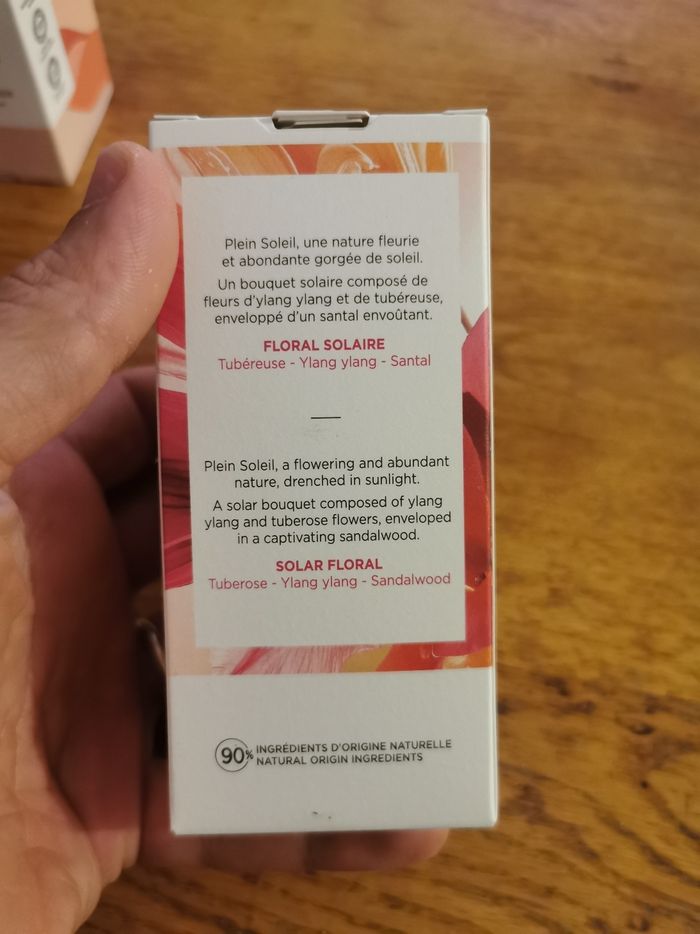 Plein Soleil, une nature fleurie
et abondante gorgée de soleil.
Un bouquet solaire composé de
fleurs d'ylang ylang et de tubéreuse,
enveloppé d'un santal envoûtant.
FLORAL SOLAIRE
Tubéreuse - Ylang ylang - Santal
Plein Soleil, a flowering and abundant
nature, drenched in sunlight.
A solar bouquet composed of ylang
ylang and tuberose flowers, enveloped
in a captivating sandalwood.
SOLAR FLORAL
Tuberose - Ylang ylang - Sandalwood
90% INGRÉDIENTS D'ORIGINE NATURELLE
NATURAL ORIGIN INGREDIENTS